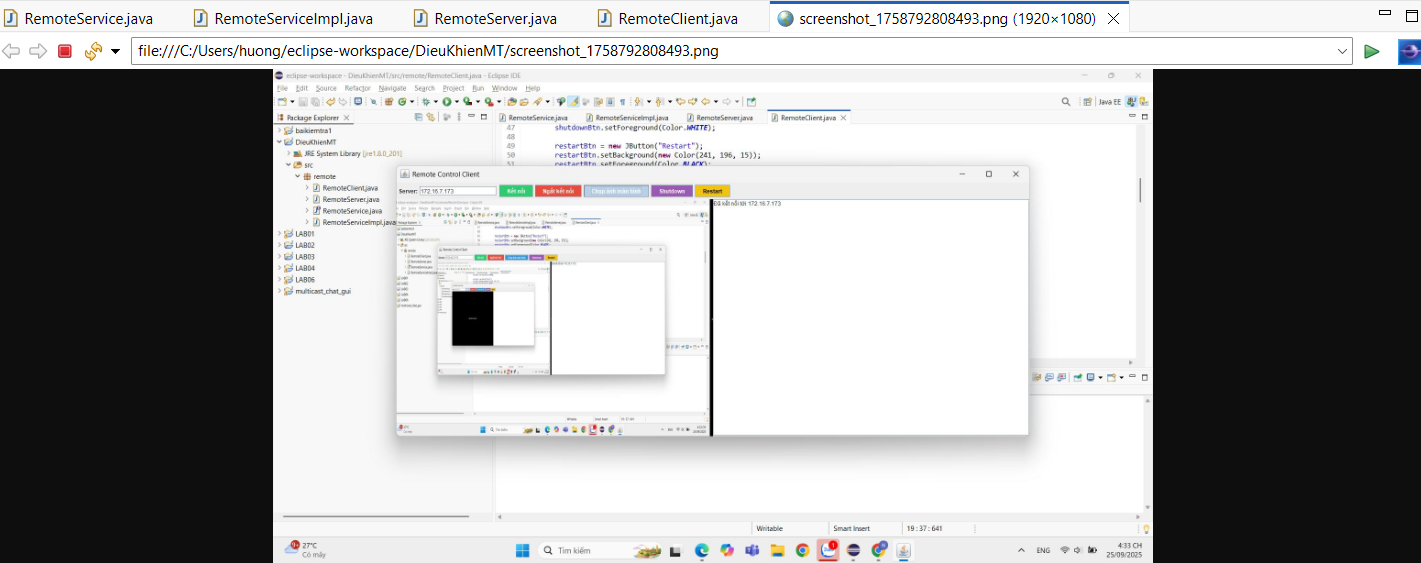 RemoteService.java
RemoteServiceImpl.java
RemoteServer.java
RemoteClient.java
screenshot_1758792808493.png (1920×1080)
file:///C:/Users/huong/eclipse-workspace/DieuKhienMT/screenshot_1758792808493.png
eclipse-workspace - DieuKhienMT/src/remote/RemoteClient.java - Eclipse IDE
File Edit Source Refactor Navigate Search Project Run Window Help
Java EE
Package Explorer
RemoteService.java
RemoteServiceImpl.java
RemoteServer.java
RemoteClient.java
baikiemtra1
DieuKhienMT
JRE System Library [jre1.8.0_201]
src
remote
RemoteClient.java
RemoteServer.java
RemoteService.java
RemoteServiceImpl.java
LAB01
LAB02
LAB03
LAB04
LAB06
multicast_chat_gui
47 shutdownBtn.setForeground(Color.WHITE);
48
49 restartBtn = new JButton("Restart");
50 restartBtn.setBackground(new Color(241, 196, 15));
51 restartBtn.setForeground(Color.BLACK);
Remote Control Client
Server: 172.16.7.173
Kết nối
Ngắt kết nối
Chụp ảnh màn hình
Shutdown
Restart
Đã kết nối tới 172.16.7.173
Writable
Smart Insert
19 : 37 : 641
27°C
Có mây
Tìm kiếm
ENG
4:33 CH
25/09/2025